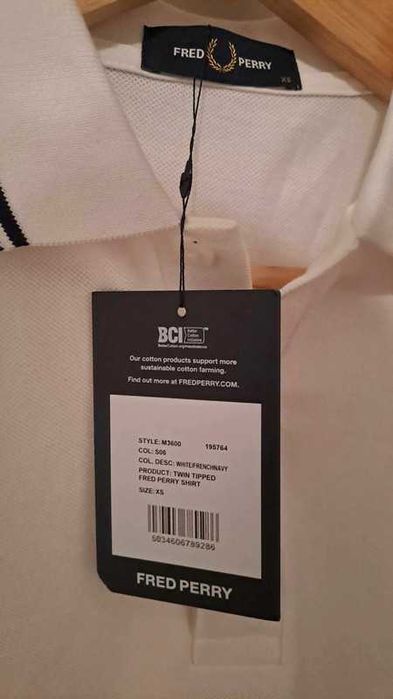 FRED PERRY
XS
BCI Better Cotton Initiative
Our cotton products support more
sustainable cotton farming.
Find out more at FREDPERRY.COM.
STYLE: M3600 195764
COL: S06
COL. DESC: WHITE/FRENCHNAVY
PRODUCT: TWIN TIPPED
FRED PERRY SHIRT
SIZE: XS
5034606789286
FRED PERRY